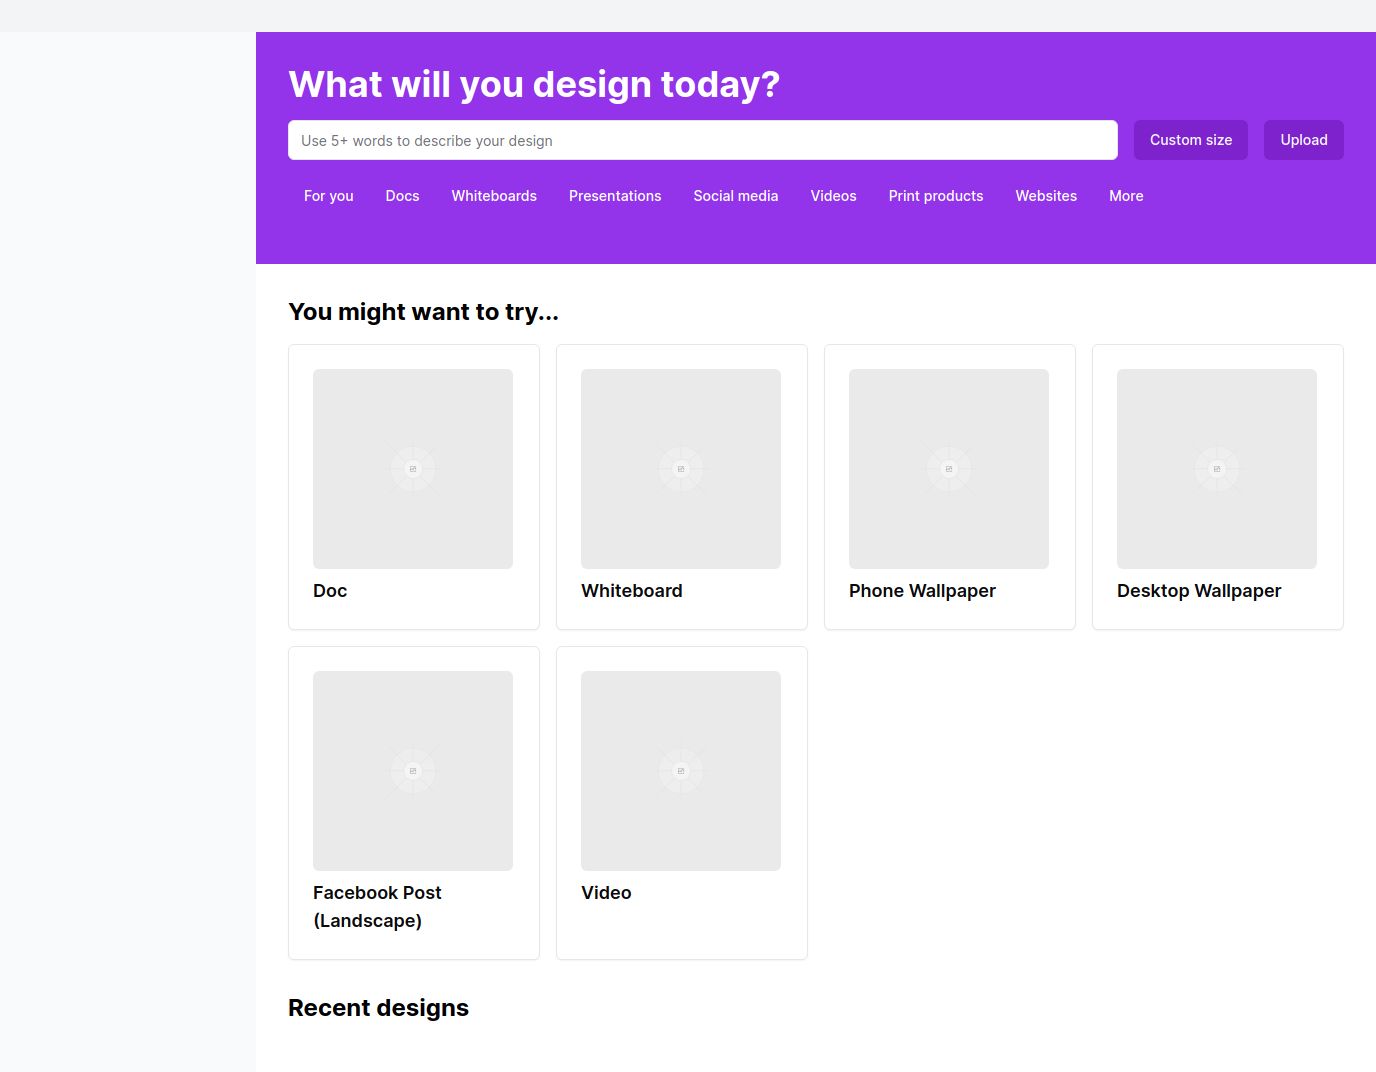 What will you design today?
Use 5+ words to describe your design
Custom size
Upload
For you
Docs
Whiteboards
Presentations
Social media
Videos
Print products
Websites
More
You might want to try...
Doc
Whiteboard
Phone Wallpaper
Desktop Wallpaper
Facebook Post
(Landscape)
Video
Recent designs